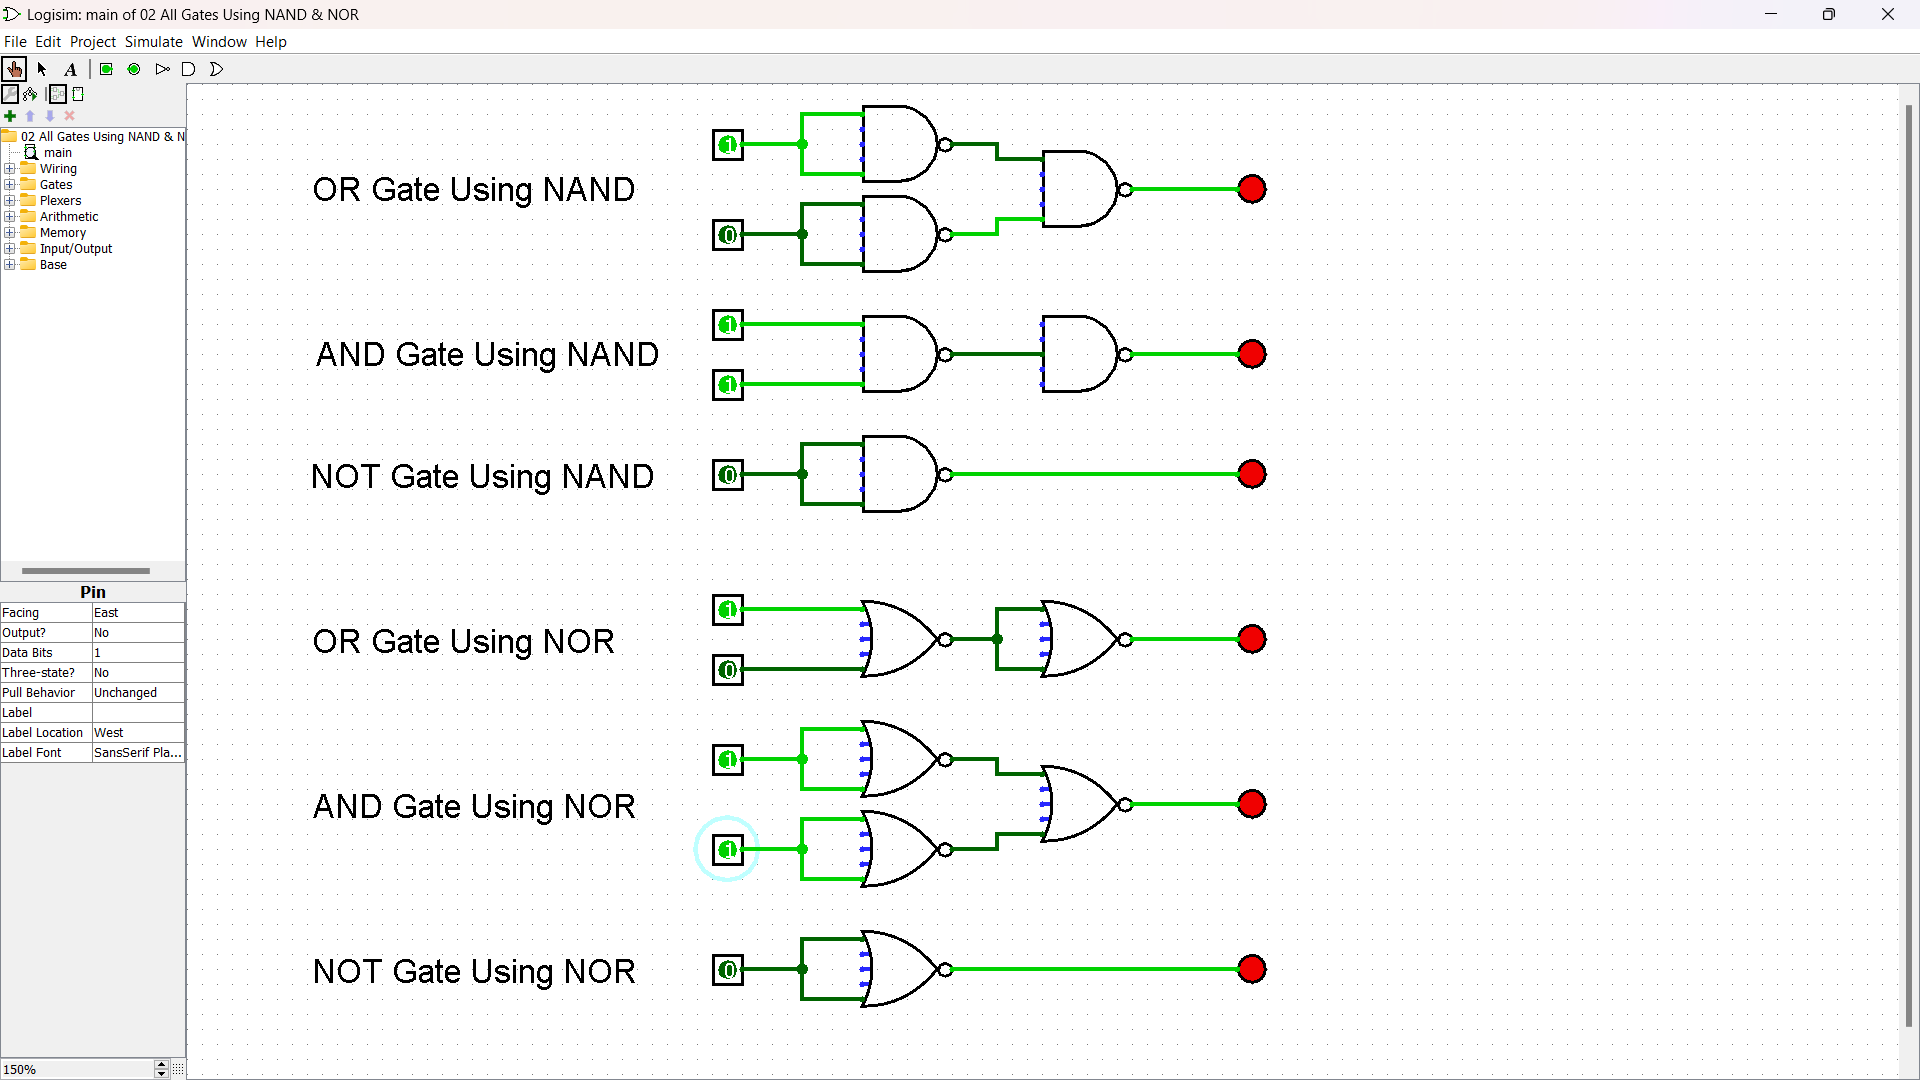 Logisim: main of 02 All Gates Using NAND & NOR
File Edit Project Simulate Window Help
A
02 All Gates Using NAND & N
main
Wiring
Gates
Plexers
Arithmetic
Memory
Input/Output
Base
Pin
Facing East
Output? No
Data Bits 1
Three-state? No
Pull Behavior Unchanged
Label
Label Location West
Label Font SansSerif Pla...
150%
1
OR Gate Using NAND
0
1
AND Gate Using NAND
1
NOT Gate Using NAND 0
1
OR Gate Using NOR
0
1
AND Gate Using NOR
1
NOT Gate Using NOR 0